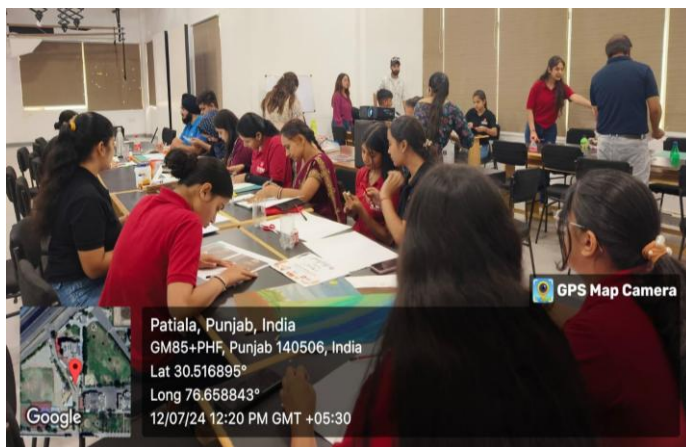 GPS Map Camera
Patiala, Punjab, India
GM85+PHF, Punjab 140506, India
Lat 30.516895°
Long 76.658843°
12/07/24 12:20 PM GMT +05:30
Google